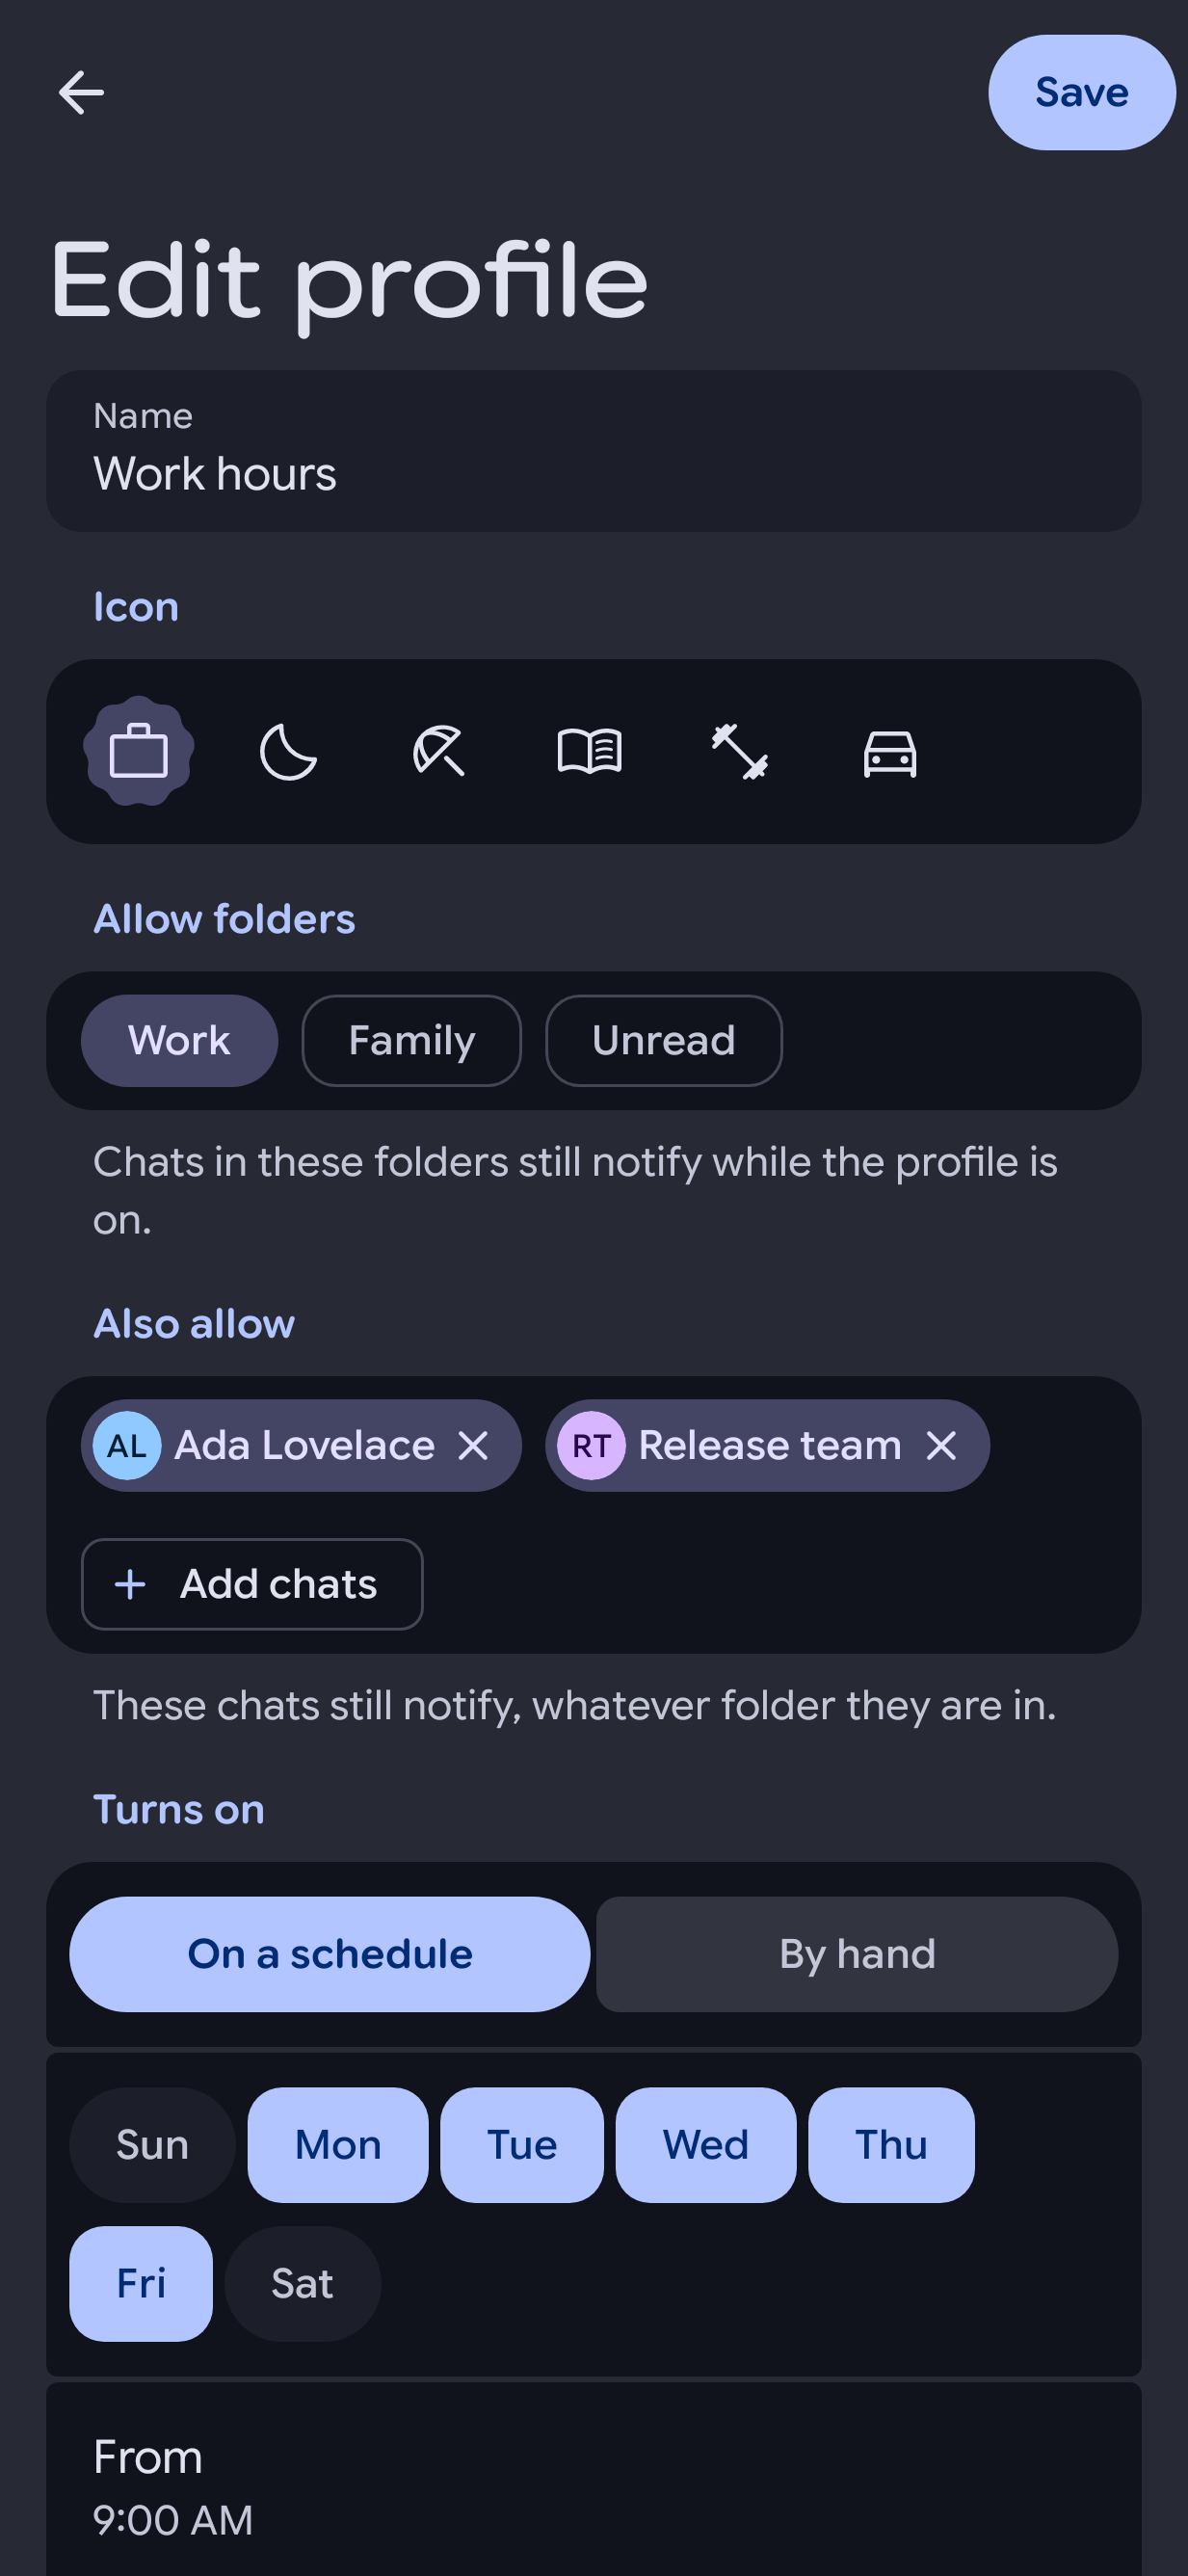 Save
Edit profile
Name
Work hours
Icon
Allow folders
Work Family Unread
Chats in these folders still notify while the profile is
on.
Also allow
AL Ada Lovelace RT Release team
Add chats
These chats still notify, whatever folder they are in.
Turns on
On a schedule By hand
Sun Mon Tue Wed Thu
Fri Sat
From
9:00 AM